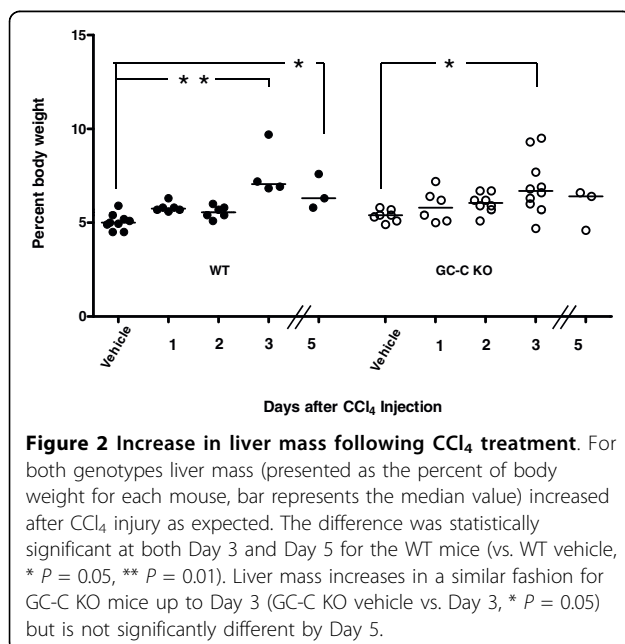 Percent body weight
15
10
5
0
*
* *
*
WT
GC-C KO
Vehicle 1 2 3 5 Vehicle 1 2 3 5
Days after CCl₄ Injection
Figure 2 Increase in liver mass following CCl₄ treatment. For
both genotypes liver mass (presented as the percent of body
weight for each mouse, bar represents the median value) increased
after CCl₄ injury as expected. The difference was statistically
significant at both Day 3 and Day 5 for the WT mice (vs. WT vehicle,
* P = 0.05, ** P = 0.01). Liver mass increases in a similar fashion for
GC-C KO mice up to Day 3 (GC-C KO vehicle vs. Day 3, * P = 0.05)
but is not significantly different by Day 5.